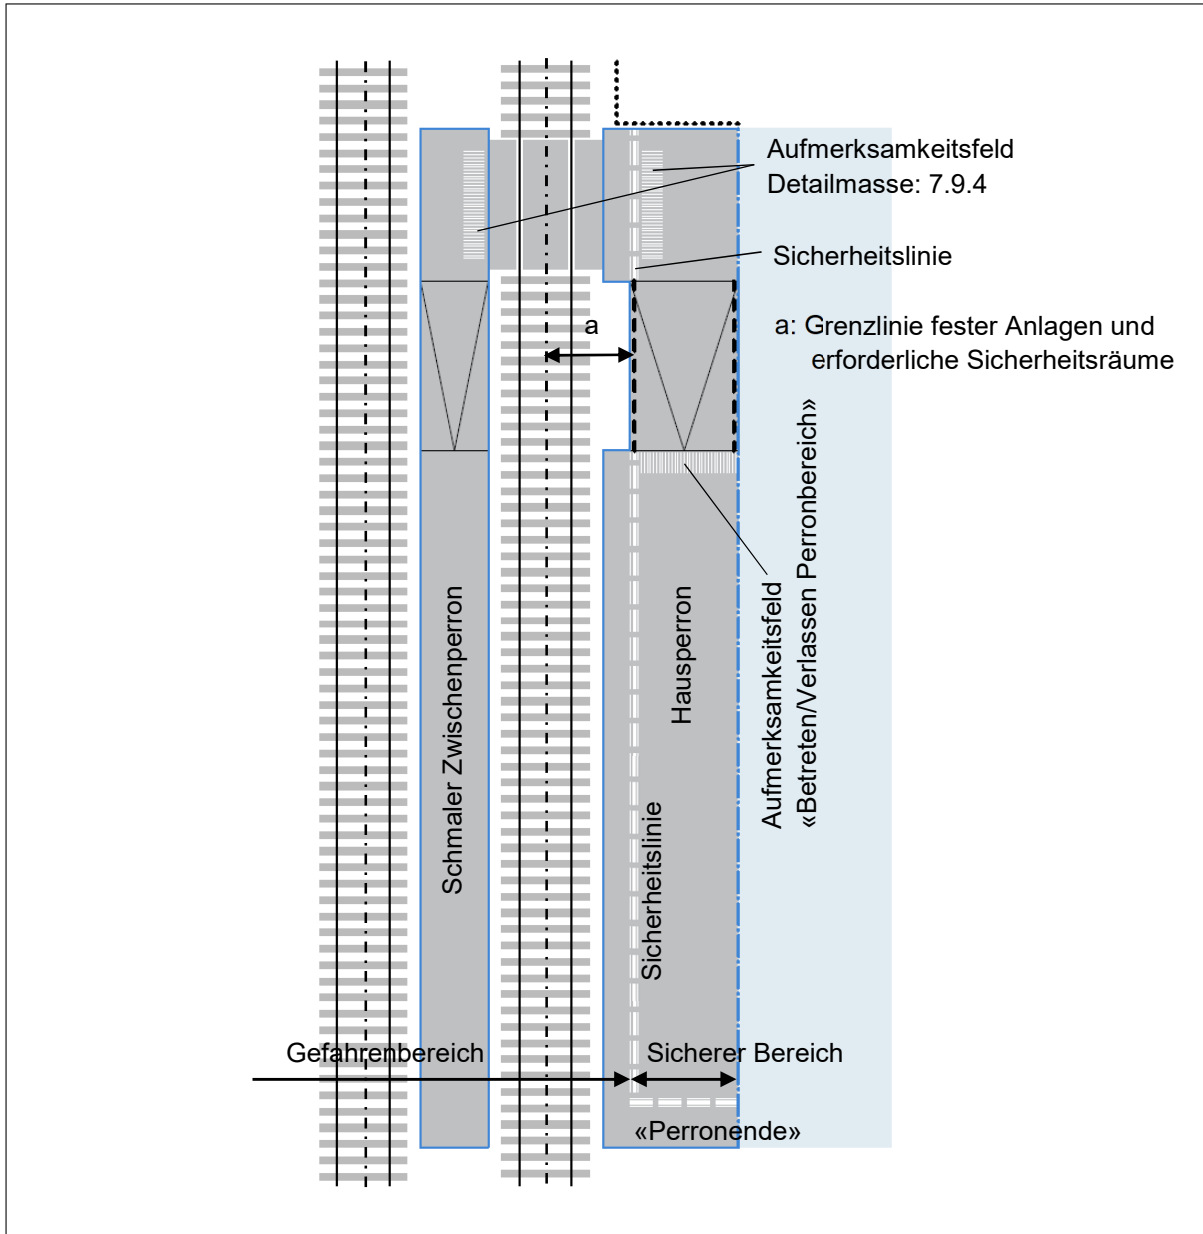 Aufmerksamkeitsfeld
Detailmasse: 7.9.4
Sicherheitslinie
a
a: Grenzlinie fester Anlagen und
erforderliche Sicherheitsräume
Schmaler Zwischenperron
Hausperron
Sicherheitslinie
Aufmerksamkeitsfeld
«Betreten/Verlassen Perronbereich»
Gefahrenbereich
Sicherer Bereich
«Perronende»